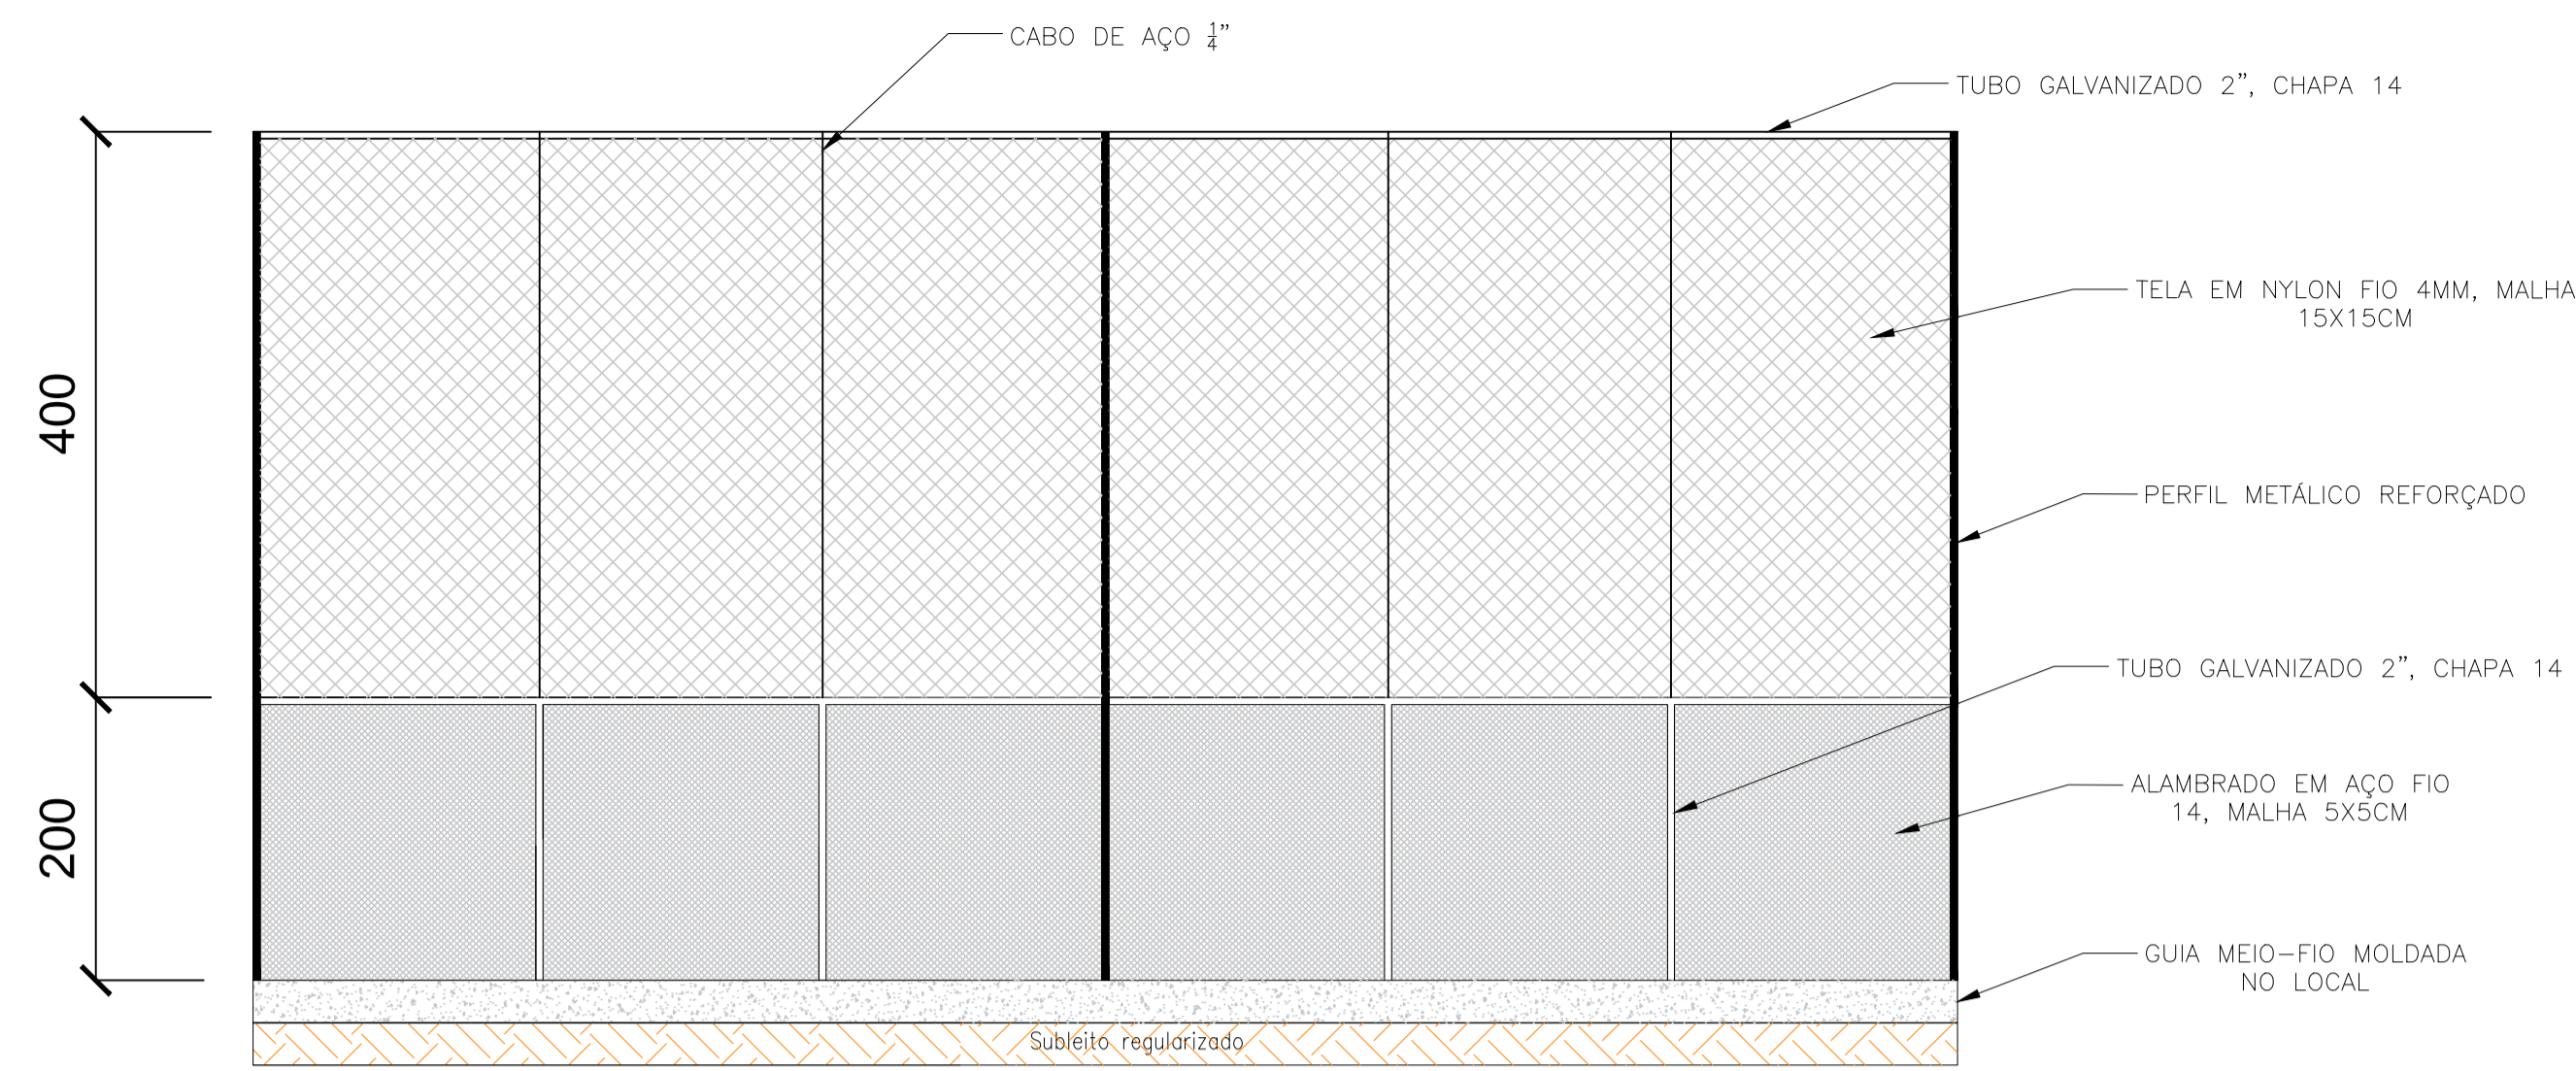 CABO DE AÇO ¼”
TUBO GALVANIZADO 2”, CHAPA 14
TELA EM NYLON FIO 4MM, MALHA
15X15CM
400
PERFIL METÁLICO REFORÇADO
TUBO GALVANIZADO 2”, CHAPA 14
ALAMBRADO EM AÇO FIO
14, MALHA 5X5CM
200
GUIA MEIO-FIO MOLDADA
NO LOCAL
Subleito regularizado